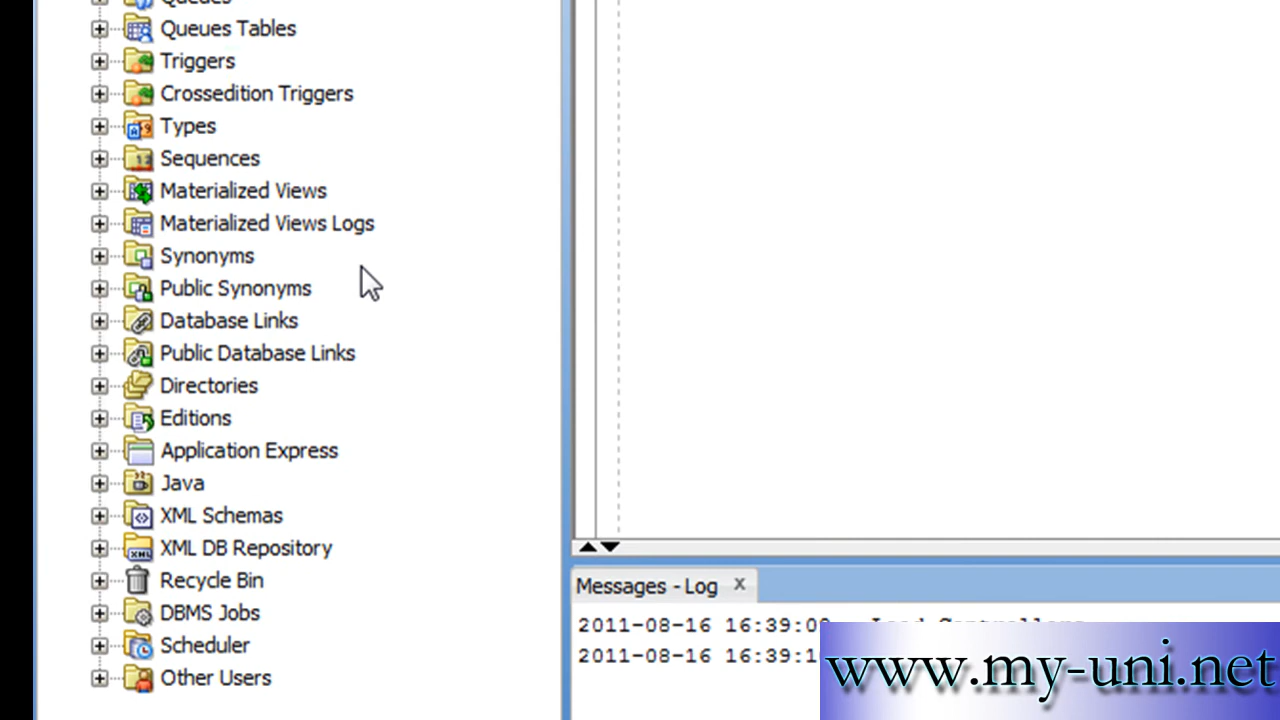 Queues
Queues Tables
Triggers
Crossedition Triggers
Types
Sequences
Materialized Views
Materialized Views Logs
Synonyms
Public Synonyms
Database Links
Public Database Links
Directories
Editions
Application Express
Java
XML Schemas
XML DB Repository
Recycle Bin
DBMS Jobs
Scheduler
Other Users
Messages - Log x
2011-08-16 16:39:0
2011-08-16 16:39:1
www.my-uni.net